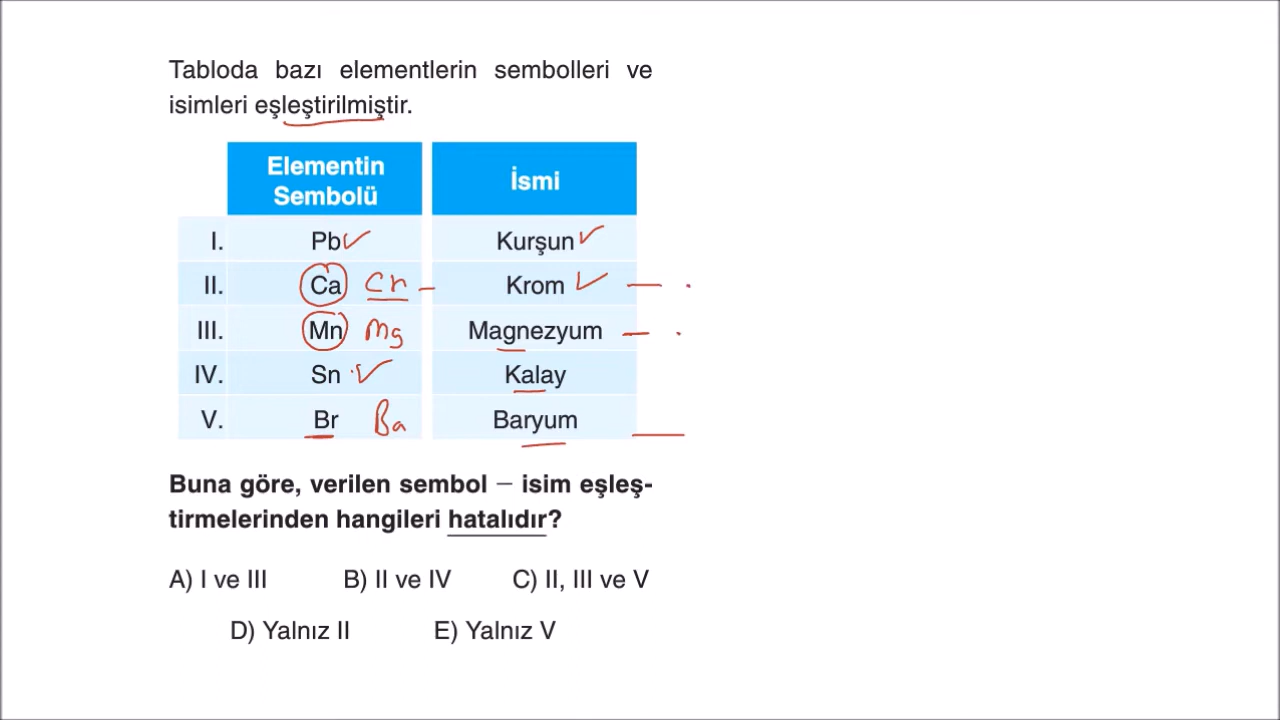 Tabloda bazı elementlerin sembolleri ve
isimleri eşleştirilmiştir.
Elementin
Sembolü
İsmi
I. Pb Kurşun
II. Ca Cr Krom
III. Mn Mg Magnezyum
IV. Sn Kalay
V. Br Ba Baryum
Buna göre, verilen sembol – isim eşleş-
tirmelerinden hangileri hatalıdır?
A) I ve III B) II ve IV C) II, III ve V
D) Yalnız II E) Yalnız V